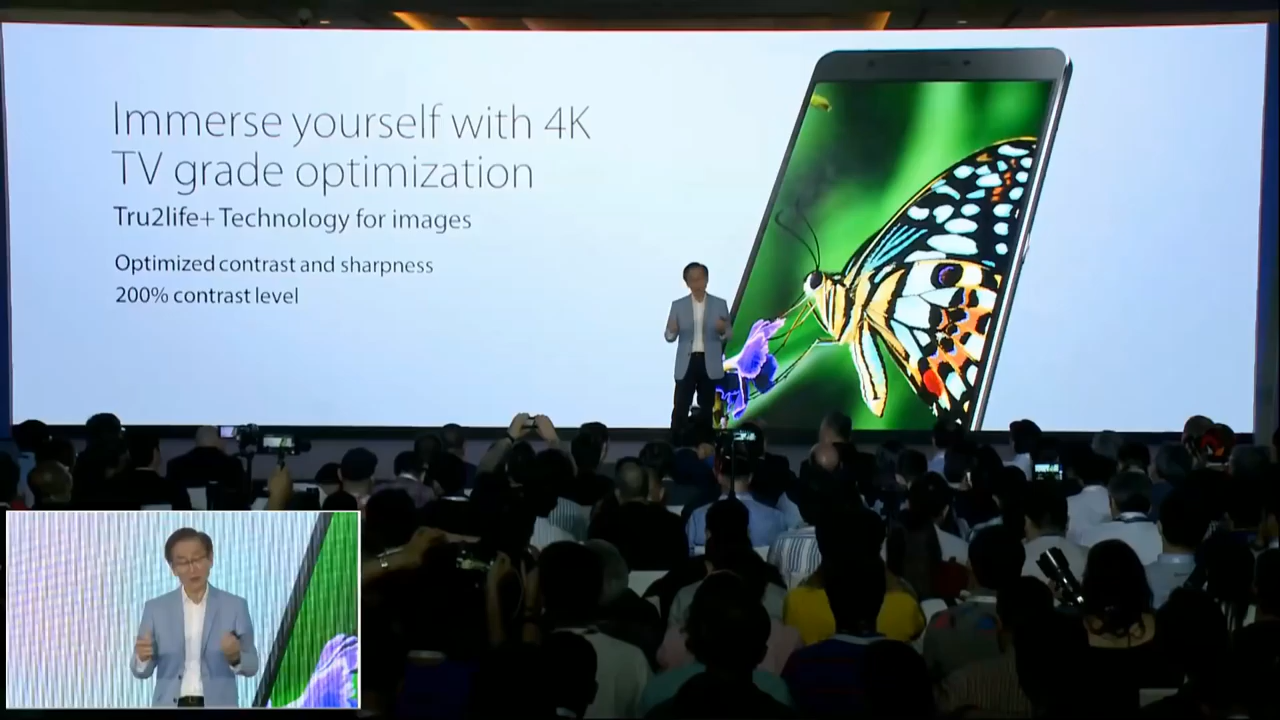 Immerse yourself with 4K
TV grade optimization
Tru2life+ Technology for images
Optimized contrast and sharpness
200% contrast level